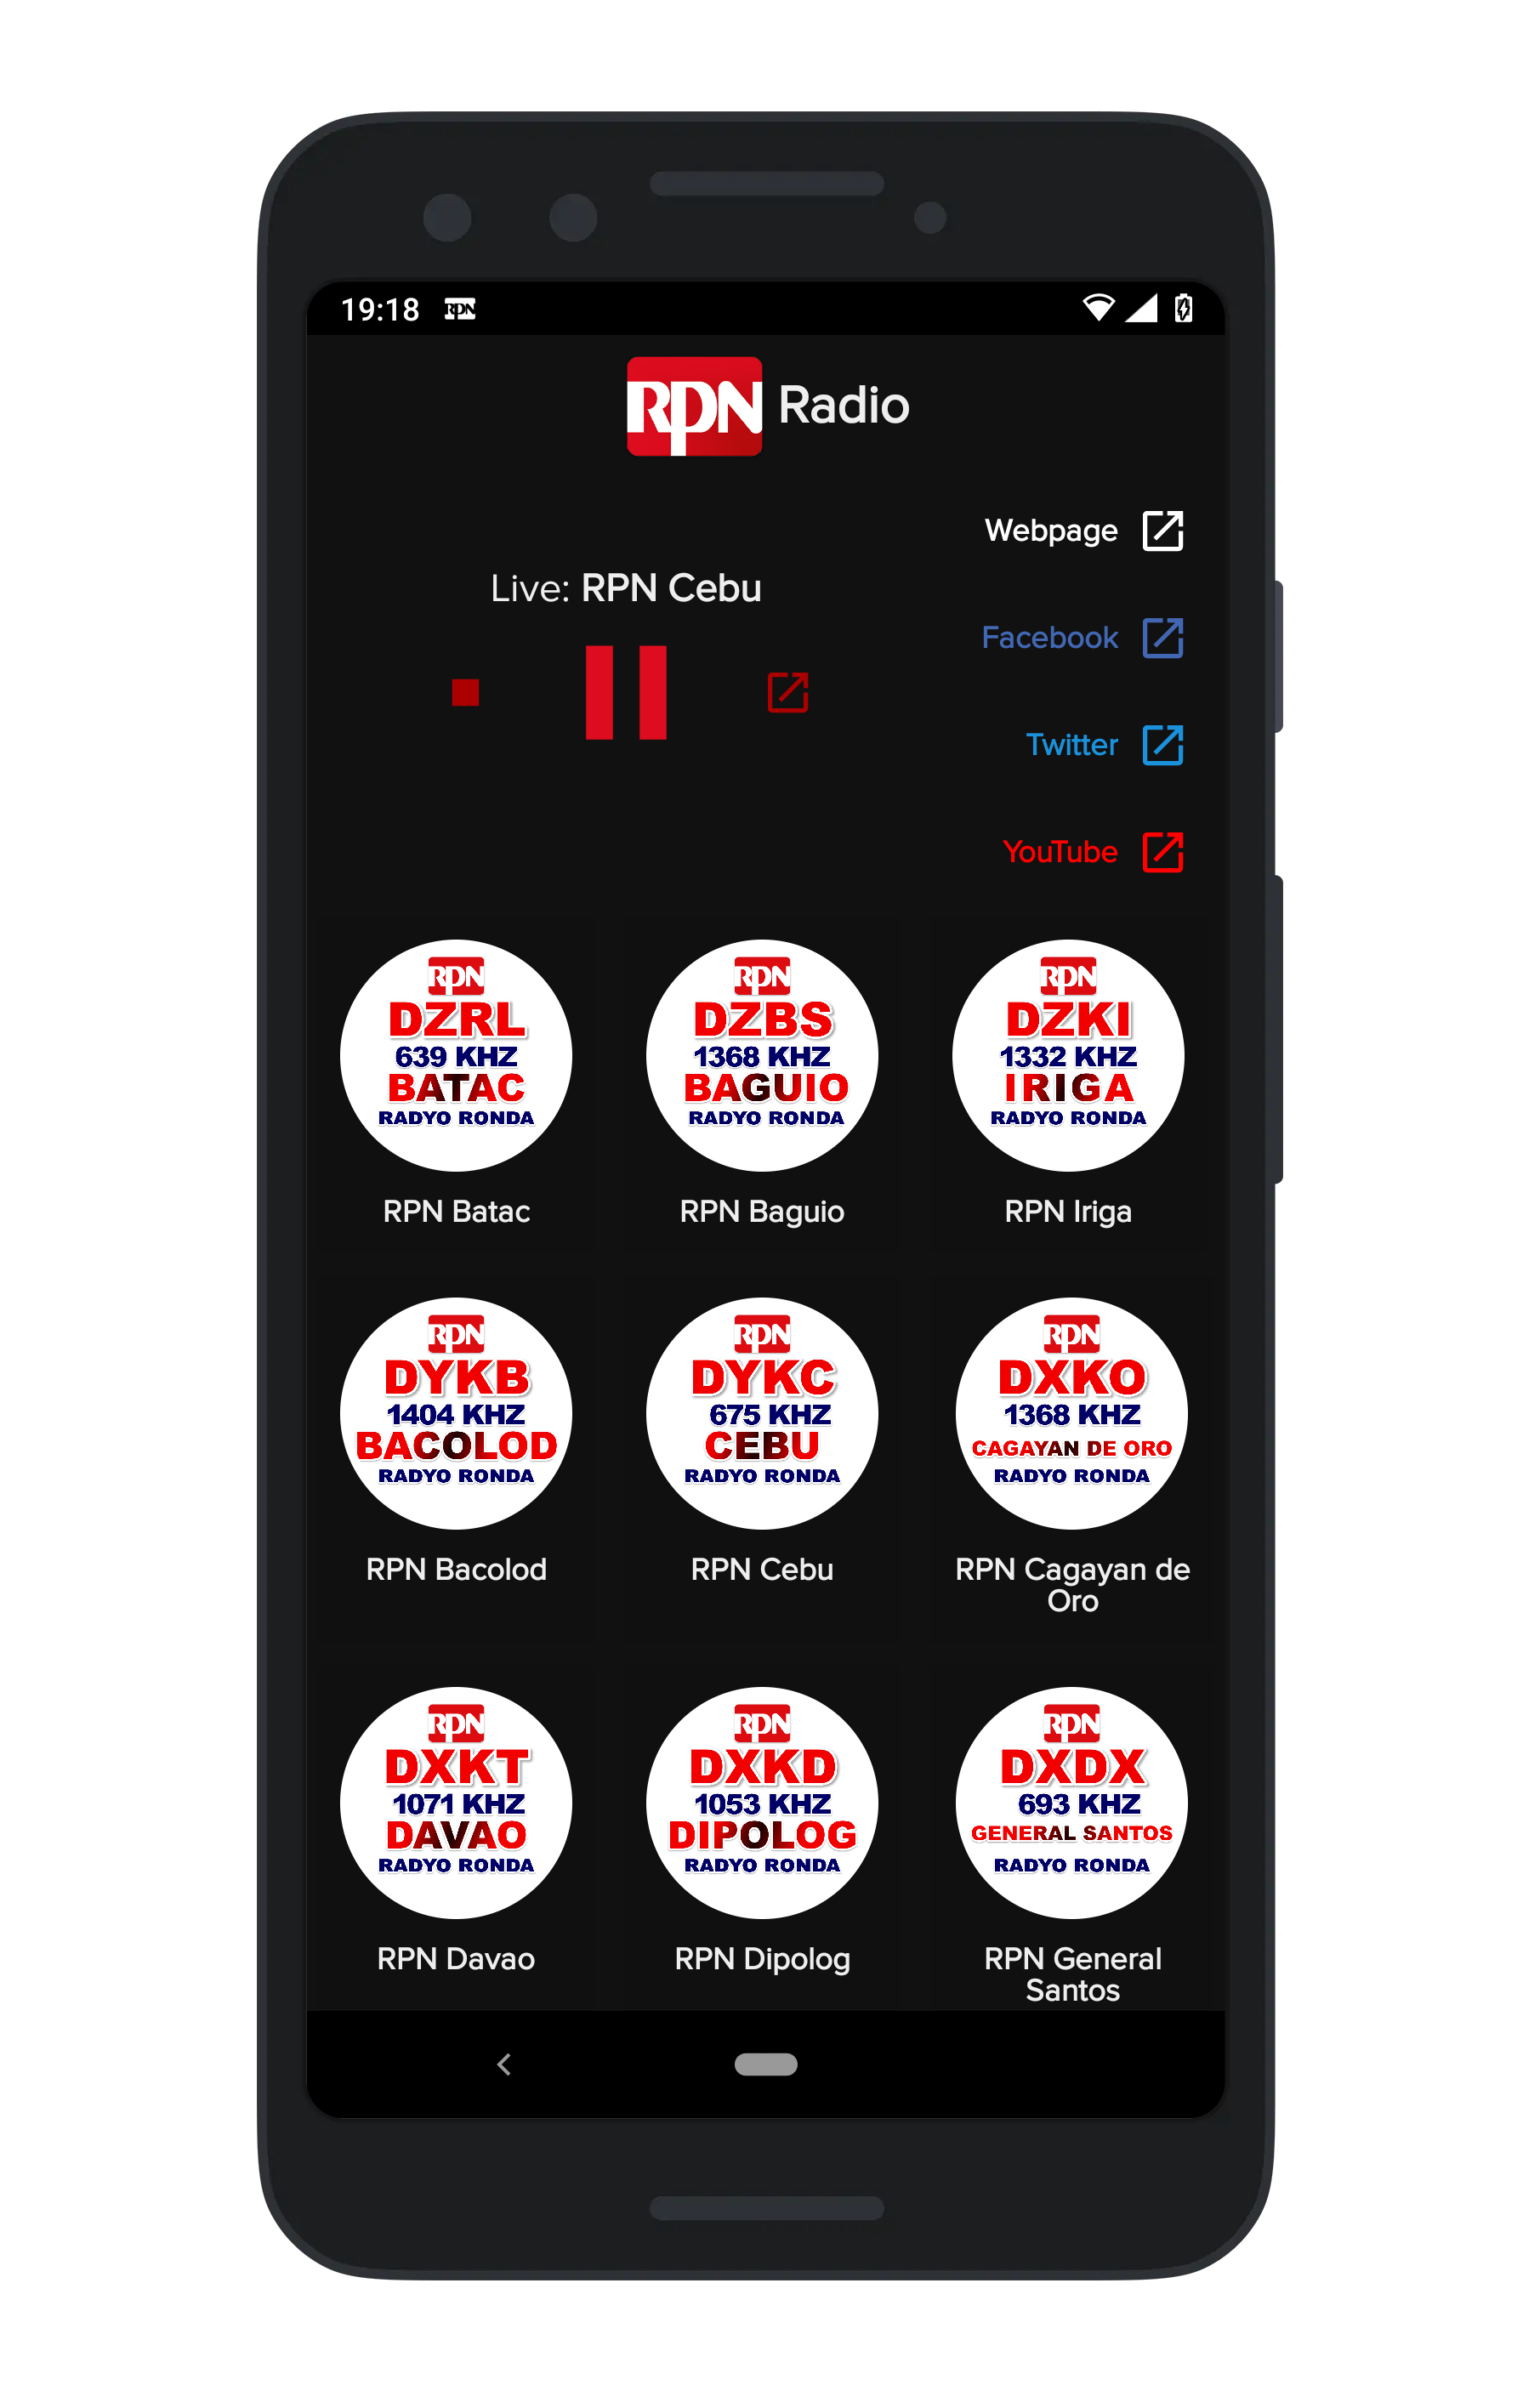 19:18 RPN
RPN Radio
Webpage
Live: RPN Cebu
Facebook
Twitter
YouTube
RPN
DZRL
639 KHZ
BATAC
RADYO RONDA
RPN Batac
RPN
DZBS
1368 KHZ
BAGUIO
RADYO RONDA
RPN Baguio
RPN
DZKI
1332 KHZ
IRIGA
RADYO RONDA
RPN Iriga
RPN
DYKB
1404 KHZ
BACOLOD
RADYO RONDA
RPN Bacolod
RPN
DYKC
675 KHZ
CEBU
RADYO RONDA
RPN Cebu
RPN
DXKO
1368 KHZ
CAGAYAN DE ORO
RADYO RONDA
RPN Cagayan de
Oro
RPN
DXKT
1071 KHZ
DAVAO
RADYO RONDA
RPN Davao
RPN
DXKD
1053 KHZ
DIPOLOG
RADYO RONDA
RPN Dipolog
RPN
DXDX
693 KHZ
GENERAL SANTOS
RADYO RONDA
RPN General
Santos